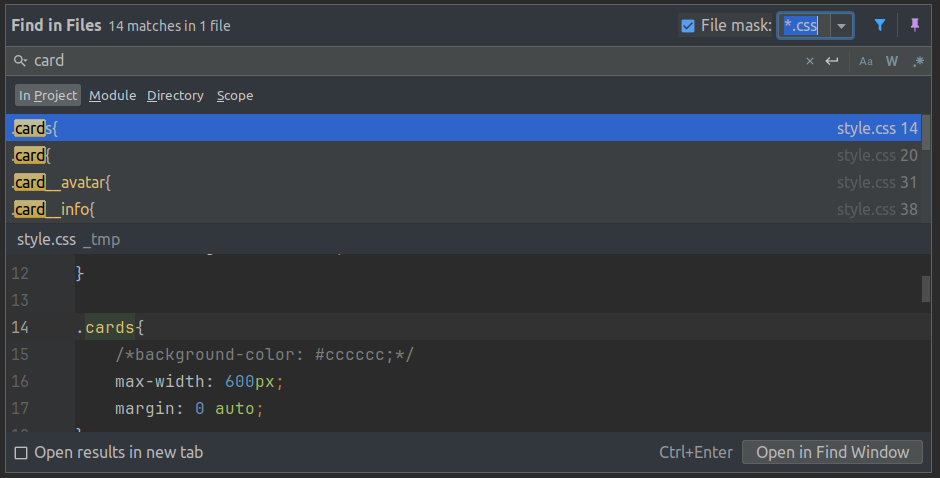 Find in Files 14 matches in 1 file File mask: *.css
card Aa W .*
In Project Module Directory Scope
.cards{ style.css 14
.card{ style.css 20
.card__avatar{ style.css 31
.card__info{ style.css 38
style.css _tmp
12 }
13
14 .cards{
15 /*background-color: #cccccc;*/
16 max-width: 600px;
17 margin: 0 auto;
Open results in new tab Ctrl+Enter Open in Find Window